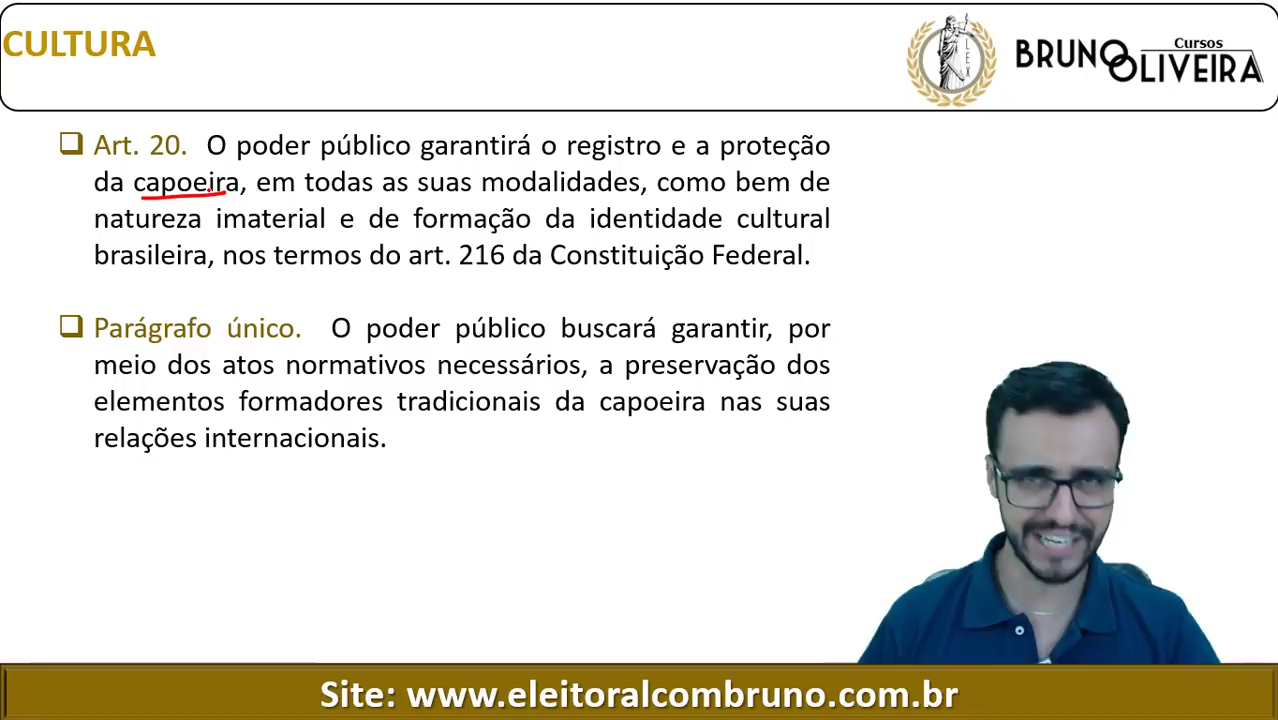 CULTURA
Cursos
BRUNO
OLIVEIRA
LEX
❑ Art. 20. O poder público garantirá o registro e a proteção
da capoeira, em todas as suas modalidades, como bem de
natureza imaterial e de formação da identidade cultural
brasileira, nos termos do art. 216 da Constituição Federal.
❑ Parágrafo único. O poder público buscará garantir, por
meio dos atos normativos necessários, a preservação dos
elementos formadores tradicionais da capoeira nas suas
relações internacionais.
Site: www.eleitoralcombruno.com.br